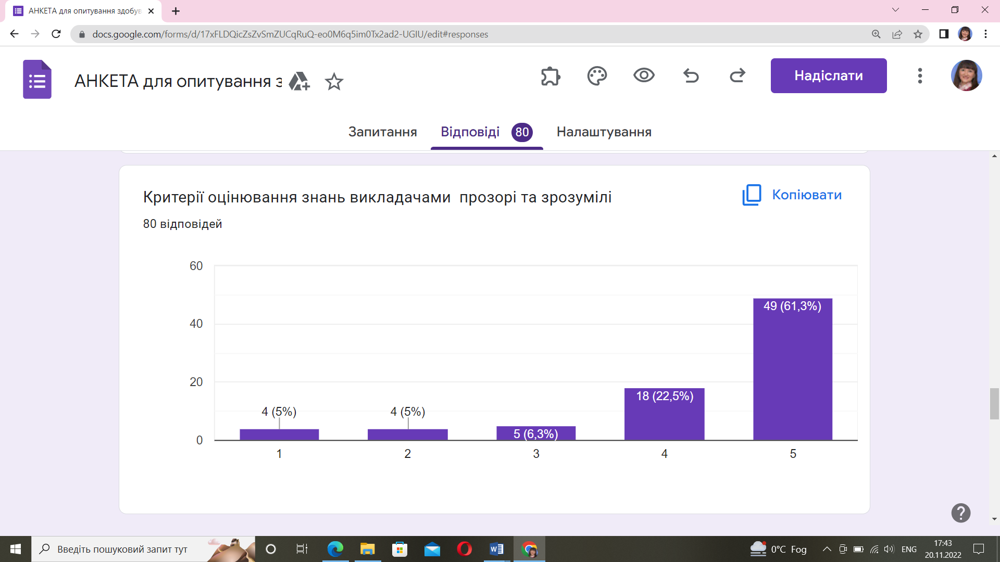 АНКЕТА для опитування здобув
docs.google.com/forms/d/17xFLDQicZsZvSmZUCqRuQ-eo0M6q5im0Tx2ad2-UGIU/edit#responses
АНКЕТА для опитування з
Надіслати
Запитання Відповіді 80 Налаштування
Критерії оцінювання знань викладачами прозорі та зрозумілі
Копіювати
80 відповідей
60
40
20
0
4 (5%)
4 (5%)
5 (6,3%)
18 (22,5%)
49 (61,3%)
1 2 3 4 5
Введіть пошуковий запит тут
0°C Fog
ENG
17:43
20.11.2022